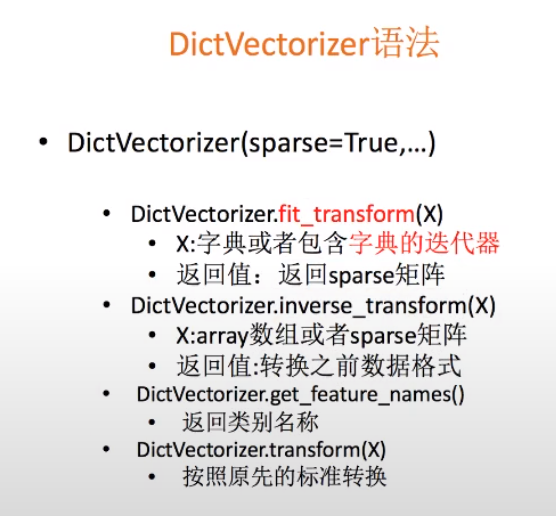 DictVectorizer语法
• DictVectorizer(sparse=True,…)
• DictVectorizer.fit_transform(X)
• X:字典或者包含字典的迭代器
• 返回值：返回sparse矩阵
• DictVectorizer.inverse_transform(X)
• X:array数组或者sparse矩阵
• 返回值:转换之前数据格式
• DictVectorizer.get_feature_names()
• 返回类别名称
• DictVectorizer.transform(X)
• 按照原先的标准转换